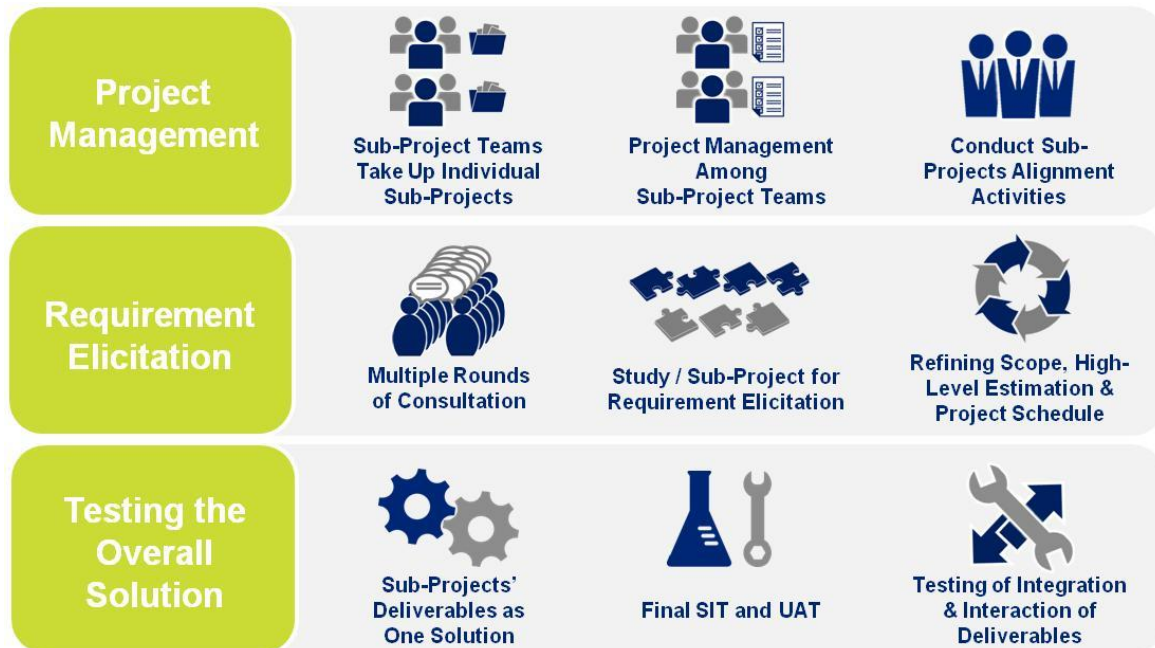 Project
Management
Sub-Project Teams
Take Up Individual
Sub-Projects
Project Management
Among
Sub-Project Teams
Conduct Sub-
Projects Alignment
Activities
Requirement
Elicitation
Multiple Rounds
of Consultation
Study / Sub-Project for
Requirement Elicitation
Refining Scope, High-
Level Estimation &
Project Schedule
Testing the
Overall
Solution
Sub-Projects'
Deliverables as
One Solution
Final SIT and UAT
Testing of Integration
& Interaction of
Deliverables